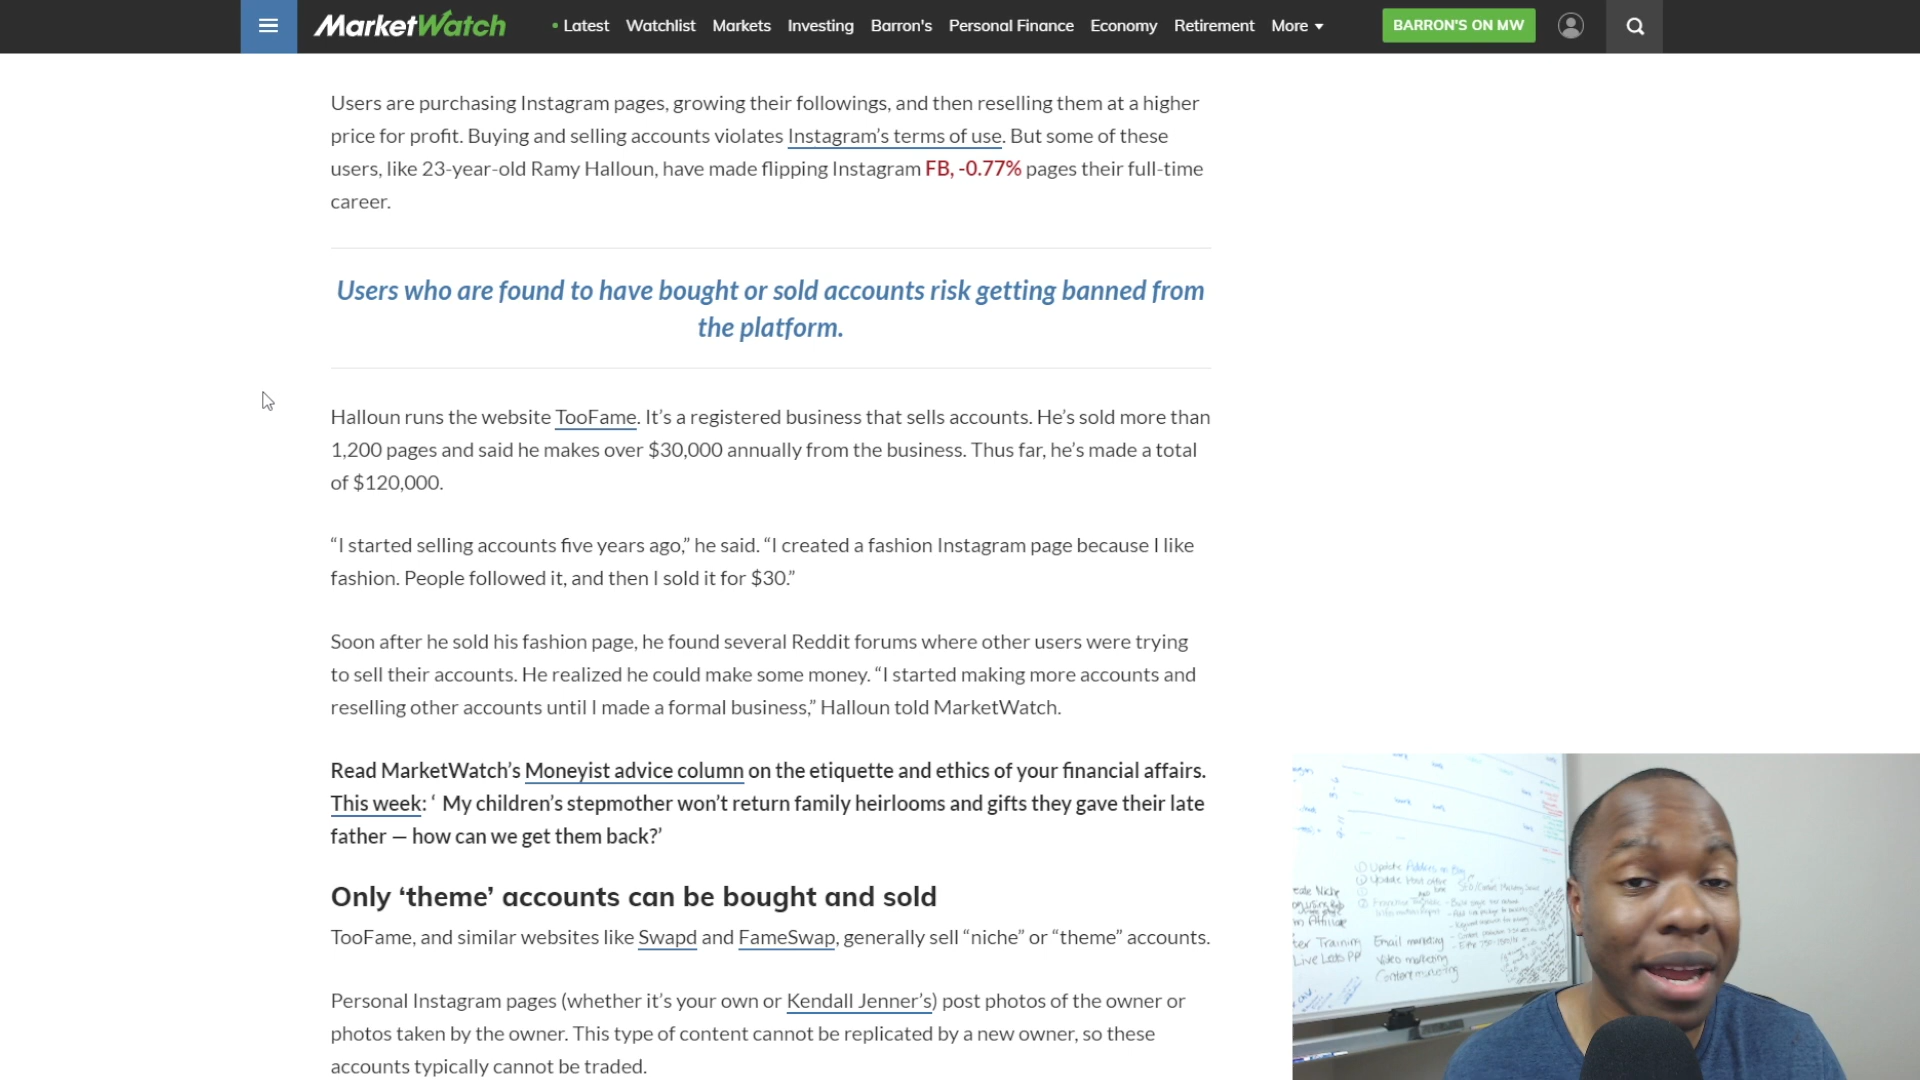 MarketWatch
• Latest Watchlist Markets Investing Barron's Personal Finance Economy Retirement More
BARRON'S ON MW
Users are purchasing Instagram pages, growing their followings, and then reselling them at a higher
price for profit. Buying and selling accounts violates Instagram’s terms of use. But some of these
users, like 23-year-old Ramy Halloun, have made flipping Instagram FB, -0.77% pages their full-time
career.
Users who are found to have bought or sold accounts risk getting banned from
the platform.
Halloun runs the website TooFame. It’s a registered business that sells accounts. He’s sold more than
1,200 pages and said he makes over $30,000 annually from the business. Thus far, he’s made a total
of $120,000.
“I started selling accounts five years ago,” he said. “I created a fashion Instagram page because I like
fashion. People followed it, and then I sold it for $30.”
Soon after he sold his fashion page, he found several Reddit forums where other users were trying
to sell their accounts. He realized he could make some money. “I started making more accounts and
reselling other accounts until I made a formal business,” Halloun told MarketWatch.
Read MarketWatch’s Moneyist advice column on the etiquette and ethics of your financial affairs.
This week: ‘ My children’s stepmother won’t return family heirlooms and gifts they gave their late
father — how can we get them back?’
Only ‘theme’ accounts can be bought and sold
TooFame, and similar websites like Swapd and FameSwap, generally sell “niche” or “theme” accounts.
Personal Instagram pages (whether it’s your own or Kendall Jenner’s) post photos of the owner or
photos taken by the owner. This type of content cannot be replicated by a new owner, so these
accounts typically cannot be traded.
Update
Update
Training
Email marketing
Live
Video marketing
Content marketing